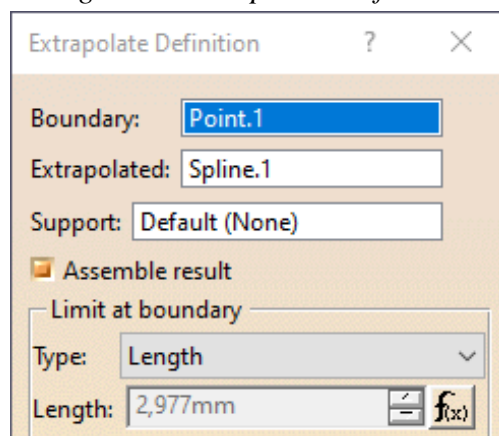 Extrapolate Definition ? ×
Boundary: Point.1
Extrapolated: Spline.1
Support: Default (None)
Assemble result
Limit at boundary
Type: Length
Length: 2,977mm f(x)